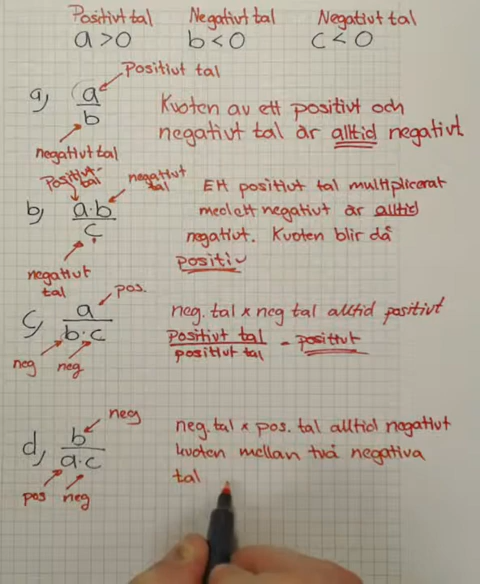 Positivt tal Negativt tal Negativt tal
a > 0 b < 0 c < 0
Positivt tal
a) a/b
Kvoten av ett positivt och
negativt tal är alltid negativt
negativt tal
Positivt tal
negativt tal
b) a·b/c
Ett positivt tal multiplicerat
med ett negativt är alltid
negativt. Kvoten blir då
positiv
negativt
tal
pos.
c) a/b·c
neg. tal x neg tal alltid positivt
positivt tal/positivt tal = positivt
neg neg
neg
d) b/a·c
neg. tal x pos. tal alltid negativt
kvoten mellan två negativa
tal
pos neg